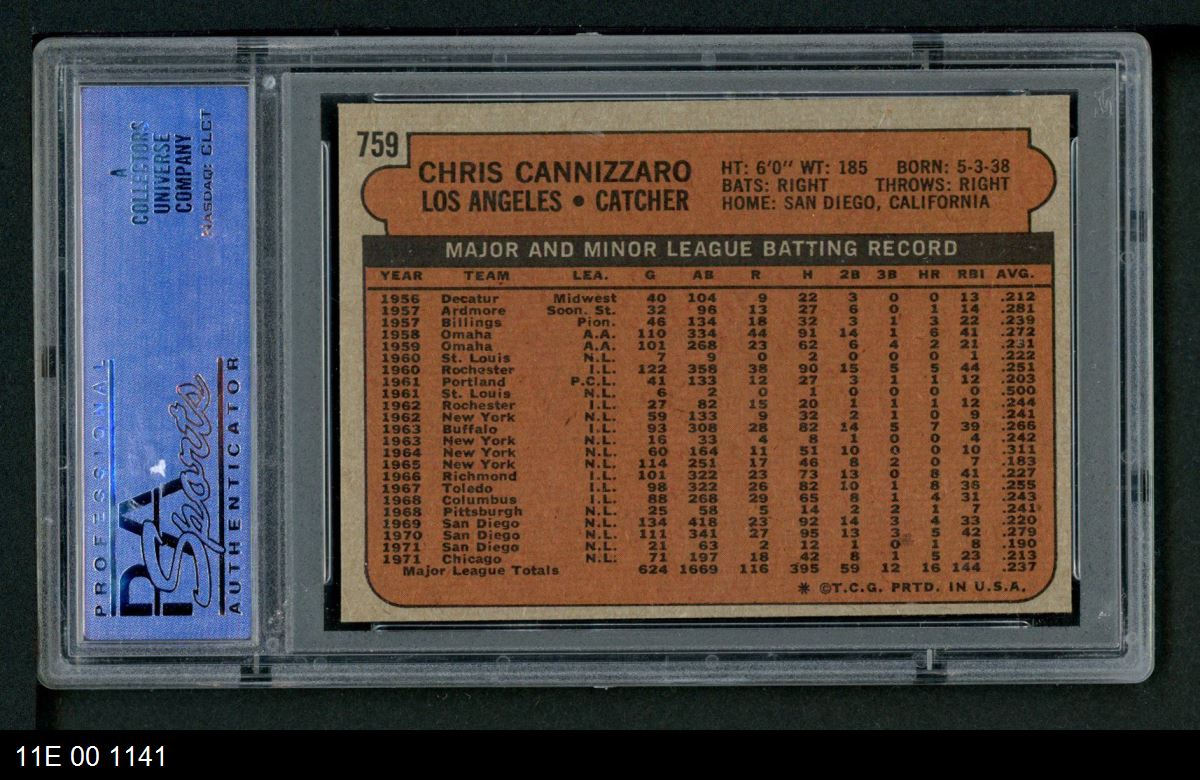 A
COLLECTORS
UNIVERSE
COMPANY
NASDAQ: CLCT
PROFESSIONAL
PSA
Sports
AUTHENTICATOR
759
CHRIS CANNIZZARO
LOS ANGELES • CATCHER
HT: 6'0" WT: 185 BORN: 5-3-38
BATS: RIGHT THROWS: RIGHT
HOME: SAN DIEGO, CALIFORNIA
MAJOR AND MINOR LEAGUE BATTING RECORD
YEAR TEAM LEA. G AB R H 2B 3B HR RBI AVG.
1956 Decatur Midwest 40 104 9 22 3 0 0 13 .212
1957 Ardmore Soon. St. 32 96 13 27 6 0 1 14 .281
1957 Billings Pion. 46 134 18 32 3 1 3 22 .239
1958 Omaha A.A. 110 334 44 91 14 1 6 41 .272
1959 Omaha A.A. 101 268 23 62 6 4 2 21 .231
1960 St. Louis N.L. 7 9 0 2 0 0 0 1 .222
1960 Rochester I.L. 122 358 38 90 15 5 5 44 .251
1961 Portland P.C.L. 41 133 12 27 3 1 1 12 .203
1961 St. Louis N.L. 6 2 0 1 0 0 0 0 .500
1962 Rochester I.L. 27 82 15 20 1 1 1 12 .244
1962 New York N.L. 59 133 9 32 2 1 0 9 .241
1963 Buffalo I.L. 93 308 28 82 14 5 7 39 .266
1963 New York N.L. 16 33 4 8 1 0 0 4 .242
1964 New York N.L. 60 164 11 51 10 0 0 10 .311
1965 New York N.L. 114 251 17 46 8 2 0 7 .183
1966 Richmond I.L. 101 322 23 73 13 0 8 41 .227
1967 Toledo I.L. 98 322 26 82 10 1 8 36 .255
1968 Columbus I.L. 88 268 29 65 8 1 4 31 .243
1968 Pittsburgh N.L. 25 58 5 14 2 2 1 7 .241
1969 San Diego N.L. 134 418 23 92 14 3 4 33 .220
1970 San Diego N.L. 111 341 27 95 13 3 5 42 .279
1971 San Diego N.L. 21 63 2 12 1 0 1 8 .190
1971 Chicago N.L. 71 197 18 42 8 1 5 23 .213
Major League Totals 624 1669 116 395 59 12 16 144 .237
* ©T.C.G. PRTD. IN U.S.A.
11E 00 1141